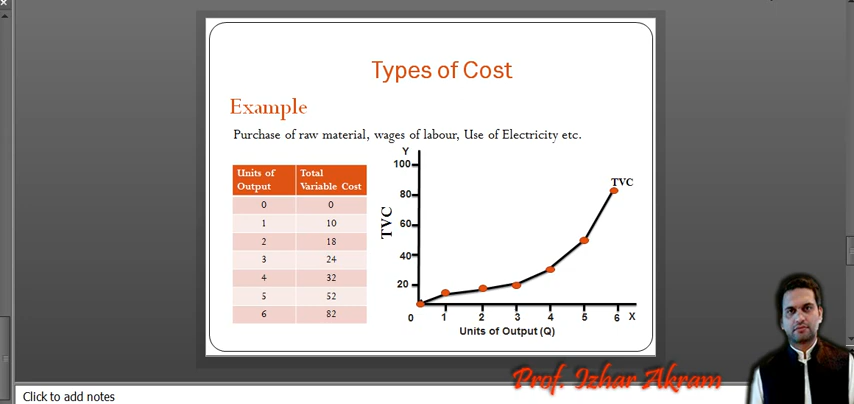 Types of Cost
Example
Purchase of raw material, wages of labour, Use of Electricity etc.
Units of Output Total Variable Cost
0 0
1 10
2 18
3 24
4 32
5 52
6 82
Y
100
80
60
40
20
TVC
TVC
0 1 2 3 4 5 6 X
Units of Output (Q)
Prof. Izhar Akram
Click to add notes